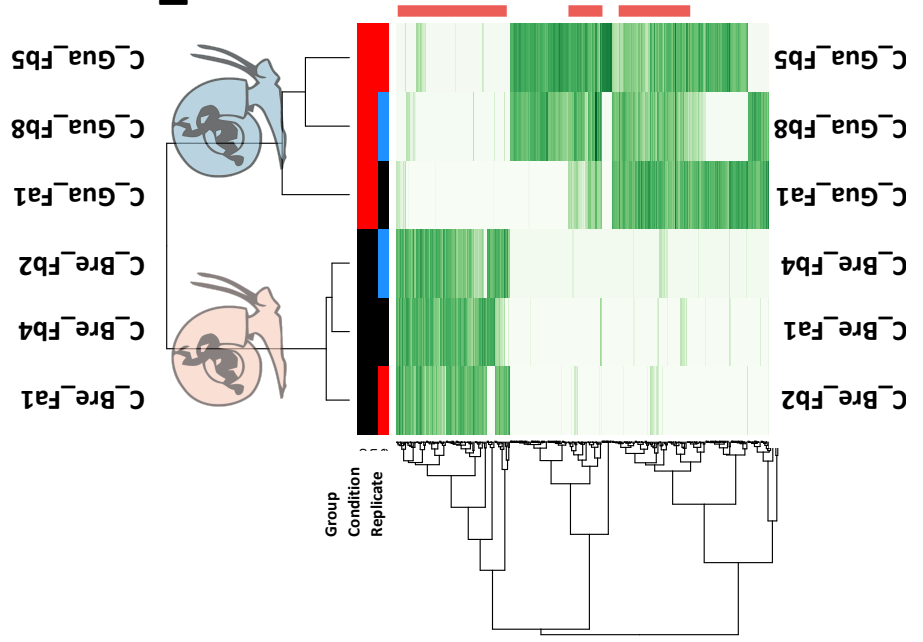 C_Gua_Fb5
C_Gua_Fb5
C_Gua_Fb8
C_Gua_Fb8
C_Gua_Fa1
C_Gua_Fa1
C_Bre_Fb2
C_Bre_Fb4
C_Bre_Fb4
C_Bre_Fa1
C_Bre_Fa1
C_Bre_Fb2
Group
Condition
Replicate